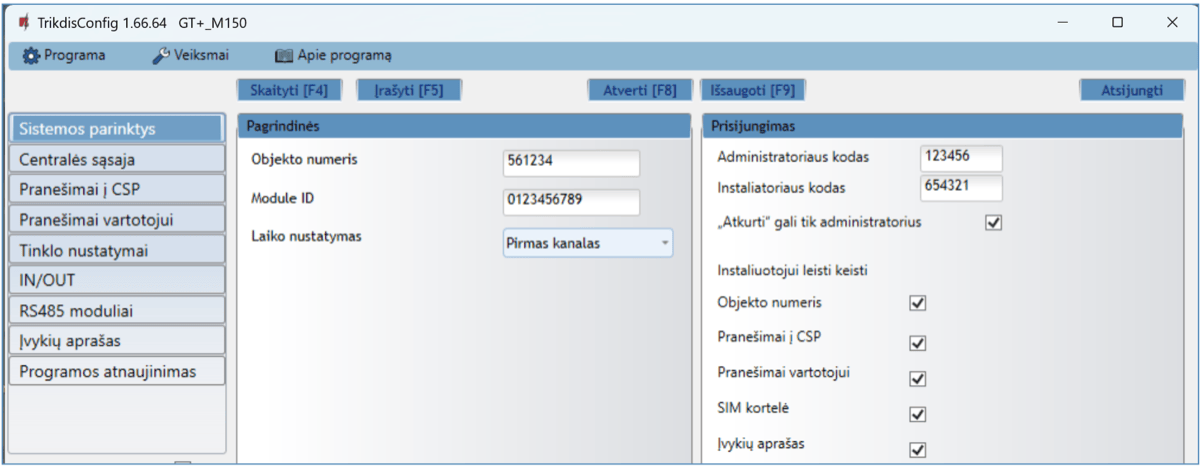 TrikdisConfig 1.66.64 GT+_M150
Programa Veiksmai Apie programą
Skaityti [F4] Įrašyti [F5] Atverti [F8] Išsaugoti [F9] Atsijungti
Sistemos parinktys
Centralės sąsaja
Pranešimai į CSP
Pranešimai vartotojui
Tinklo nustatymai
IN/OUT
RS485 moduliai
Įvykių aprašas
Programos atnaujinimas
Pagrindinės
Objekto numeris 561234
Module ID 0123456789
Laiko nustatymas Pirmas kanalas
Prisijungimas
Administratoriaus kodas 123456
Instaliatoriaus kodas 654321
„Atkurti“ gali tik administratorius
Instaliuotojui leisti keisti
Objekto numeris
Pranešimai į CSP
Pranešimai vartotojui
SIM kortelė
Įvykių aprašas